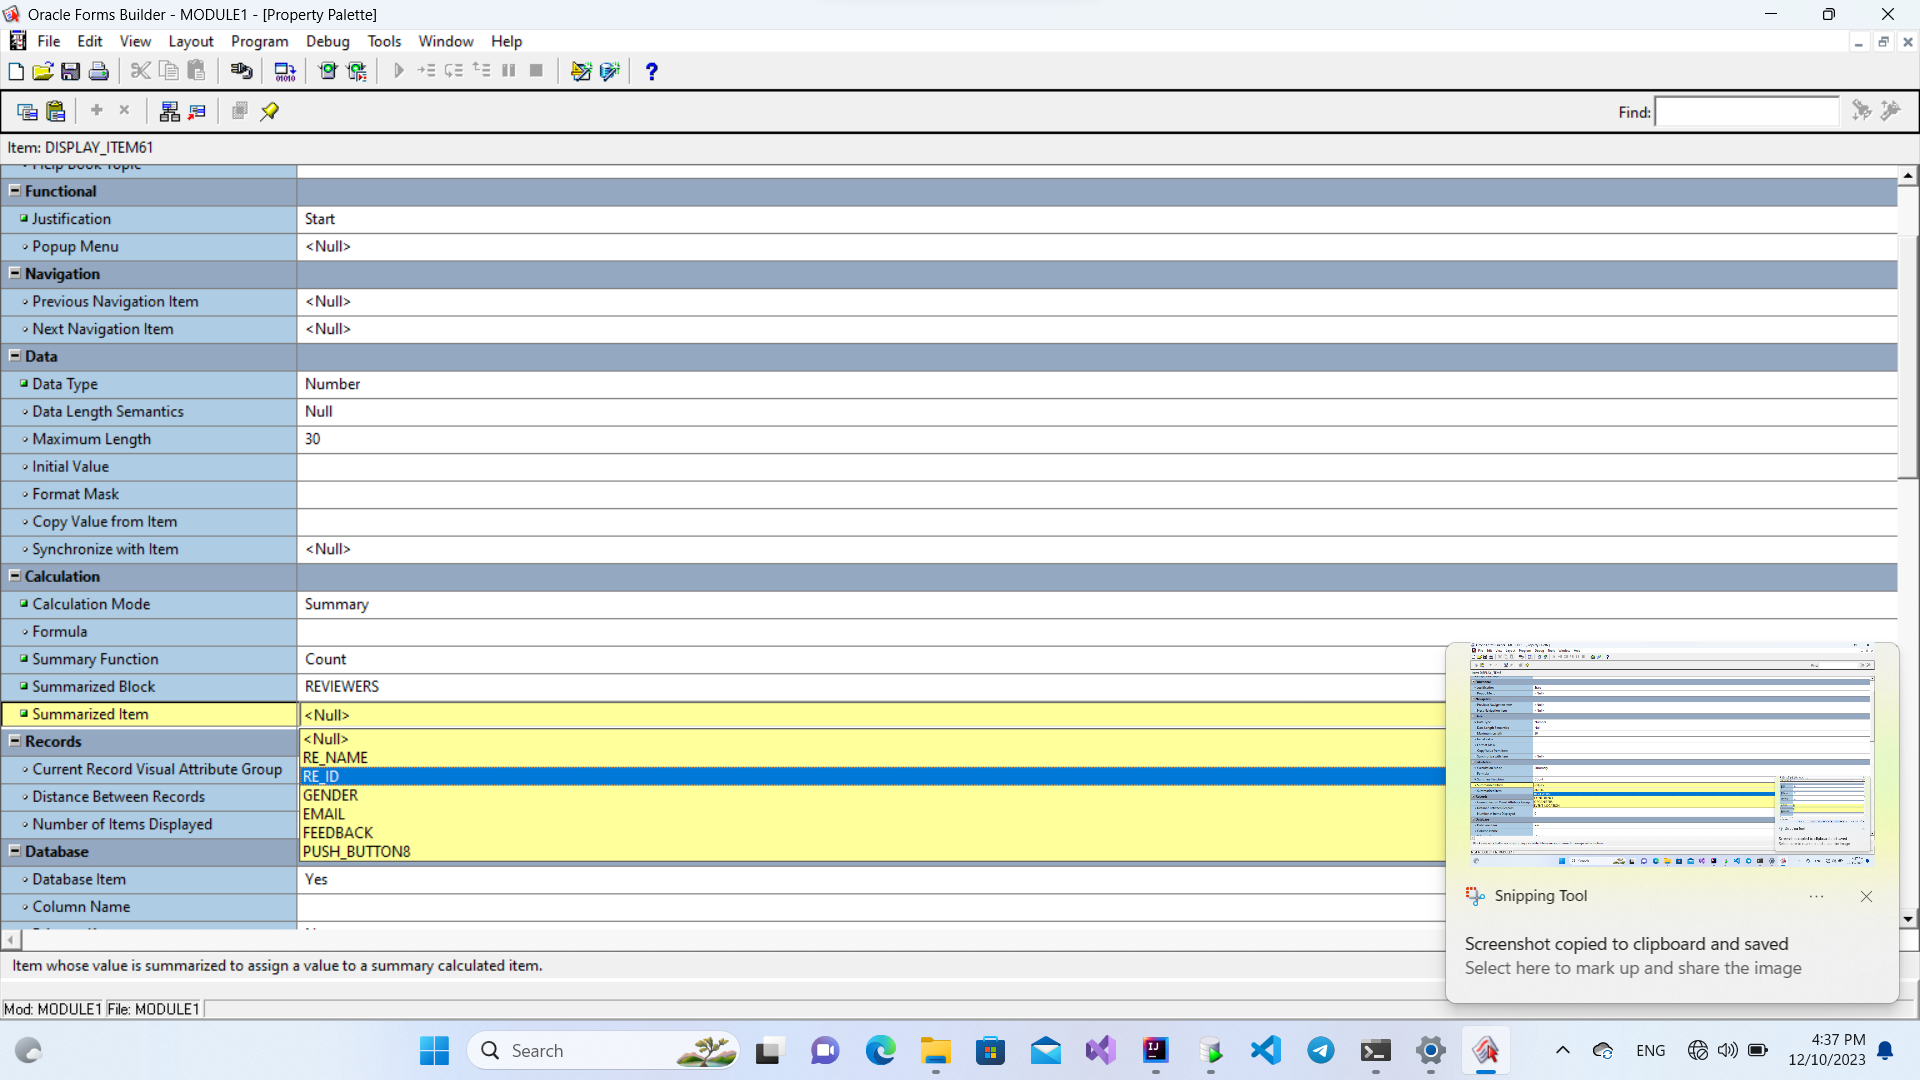 Oracle Forms Builder - MODULE1 - [Property Palette]
File Edit View Layout Program Debug Tools Window Help
Find:
Item: DISPLAY_ITEM61
Help Book Topic
Functional
Justification Start
Popup Menu <Null>
Navigation
Previous Navigation Item <Null>
Next Navigation Item <Null>
Data
Data Type Number
Data Length Semantics Null
Maximum Length 30
Initial Value
Format Mask
Copy Value from Item
Synchronize with Item <Null>
Calculation
Calculation Mode Summary
Formula
Summary Function Count
Summarized Block REVIEWERS
Summarized Item <Null>
Records
<Null>
RE_NAME
Current Record Visual Attribute Group
RE_ID
Distance Between Records
GENDER
EMAIL
Number of Items Displayed
FEEDBACK
Database
PUSH_BUTTON8
Database Item Yes
Column Name
Item whose value is summarized to assign a value to a summary calculated item.
Mod: MODULE1 File: MODULE1
Snipping Tool
Screenshot copied to clipboard and saved
Select here to mark up and share the image
Search
ENG
4:37 PM
12/10/2023